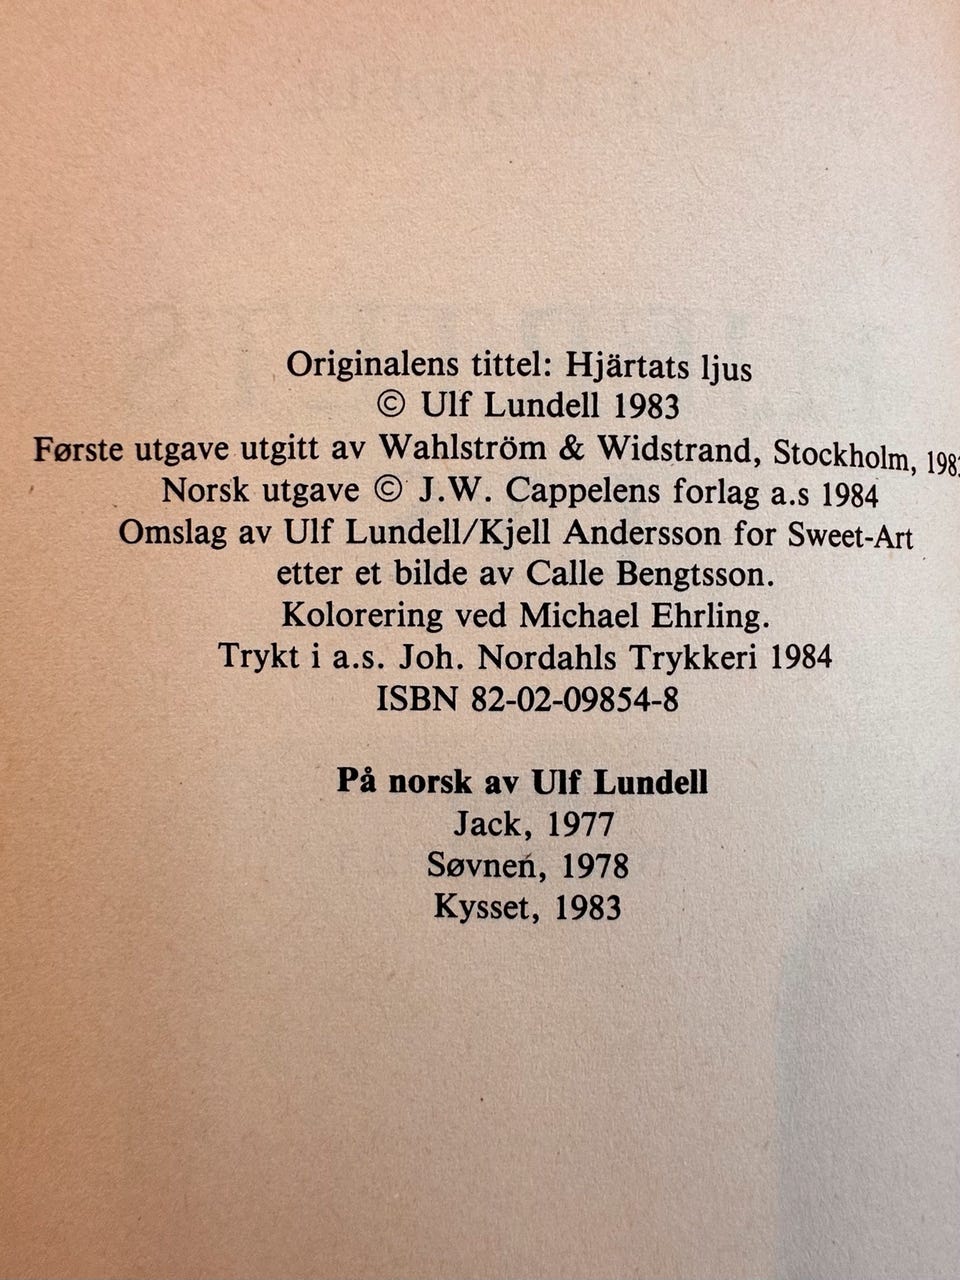 Originalens tittel: Hjärtats ljus
© Ulf Lundell 1983
Første utgave utgitt av Wahlström & Widstrand, Stockholm,
Norsk utgave © J.W. Cappelens forlag a.s 1984
Omslag av Ulf Lundell/Kjell Andersson for Sweet-Art
etter et bilde av Calle Bengtsson.
Kolorering ved Michael Ehrling.
Trykt i a.s. Joh. Nordahls Trykkeri 1984
ISBN 82-02-09854-8
På norsk av Ulf Lundell
Jack, 1977
Søvnen, 1978
Kysset, 1983